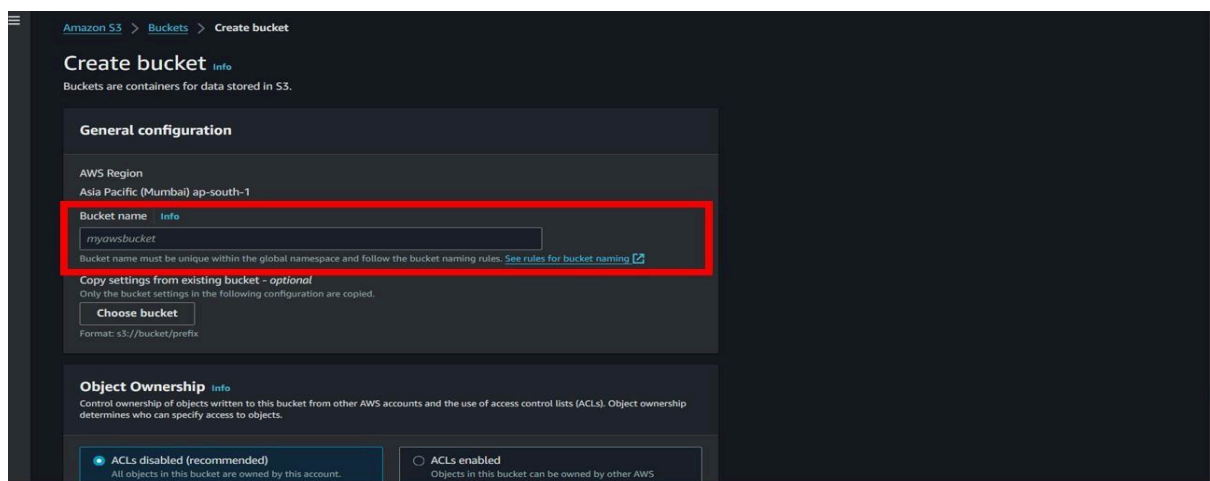 Amazon S3 > Buckets > Create bucket
Create bucket Info
Buckets are containers for data stored in S3.
General configuration
AWS Region
Asia Pacific (Mumbai) ap-south-1
Bucket name Info
myawsbucket
Bucket name must be unique within the global namespace and follow the bucket naming rules. See rules for bucket naming
Copy settings from existing bucket - optional
Only the bucket settings in the following configuration are copied.
Choose bucket
Format: s3://bucket/prefix
Object Ownership Info
Control ownership of objects written to this bucket from other AWS accounts and the use of access control lists (ACLs). Object ownership
determines who can specify access to objects.
ACLs disabled (recommended)
All objects in this bucket are owned by this account.
ACLs enabled
Objects in this bucket can be owned by other AWS